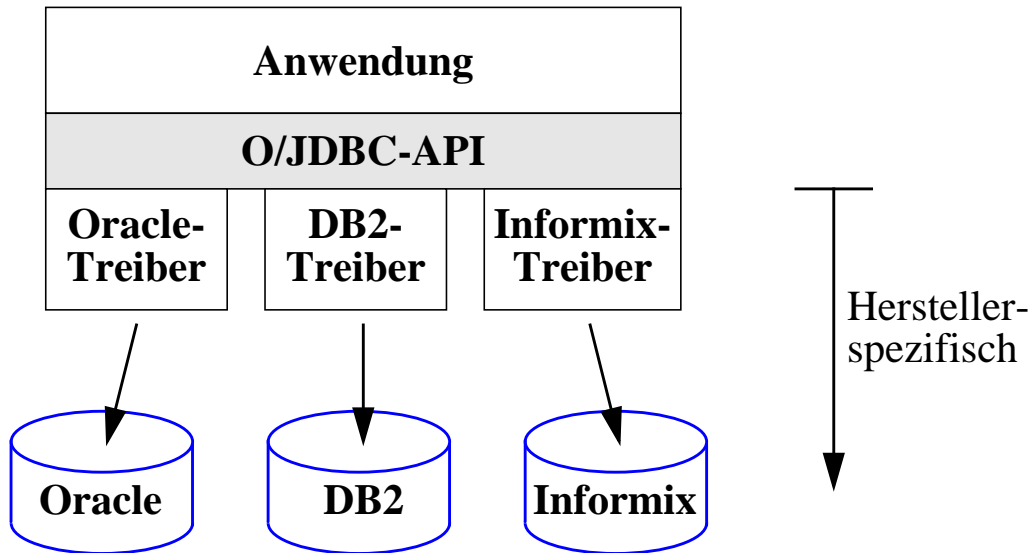 Anwendung
O/JDBC-API
Oracle-
Treiber
DB2-
Treiber
Informix-
Treiber
Hersteller-
spezifisch
Oracle
DB2
Informix